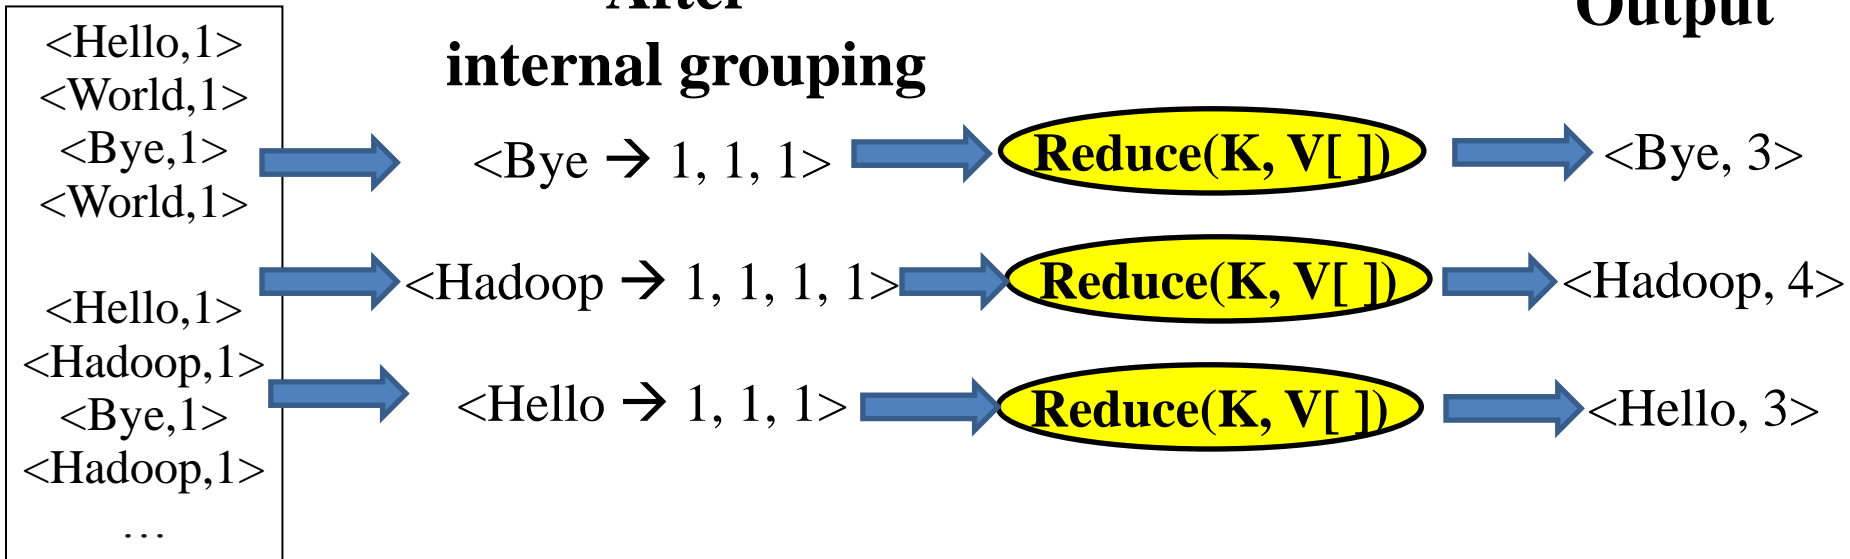 After
internal grouping
Output
<Hello,1>
<World,1>
<Bye,1>
<World,1>
<Hello,1>
<Hadoop,1>
<Bye,1>
<Hadoop,1>
…
<Bye → 1, 1, 1>
Reduce(K, V[ ])
<Bye, 3>
<Hadoop → 1, 1, 1, 1>
Reduce(K, V[ ])
<Hadoop, 4>
<Hello → 1, 1, 1>
Reduce(K, V[ ])
<Hello, 3>